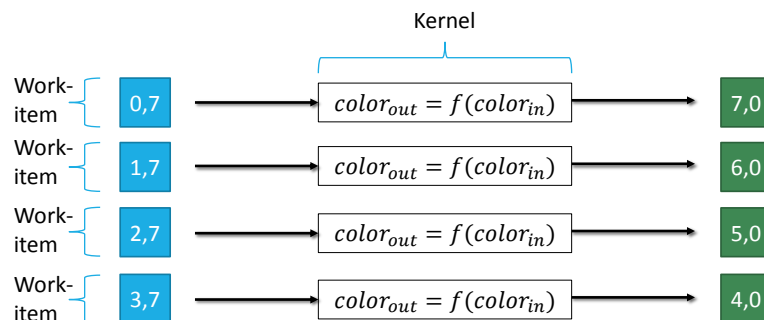 Kernel
Work-
item
0,7
color_out = f(color_in)
7,0
Work-
item
1,7
color_out = f(color_in)
6,0
Work-
item
2,7
color_out = f(color_in)
5,0
Work-
item
3,7
color_out = f(color_in)
4,0